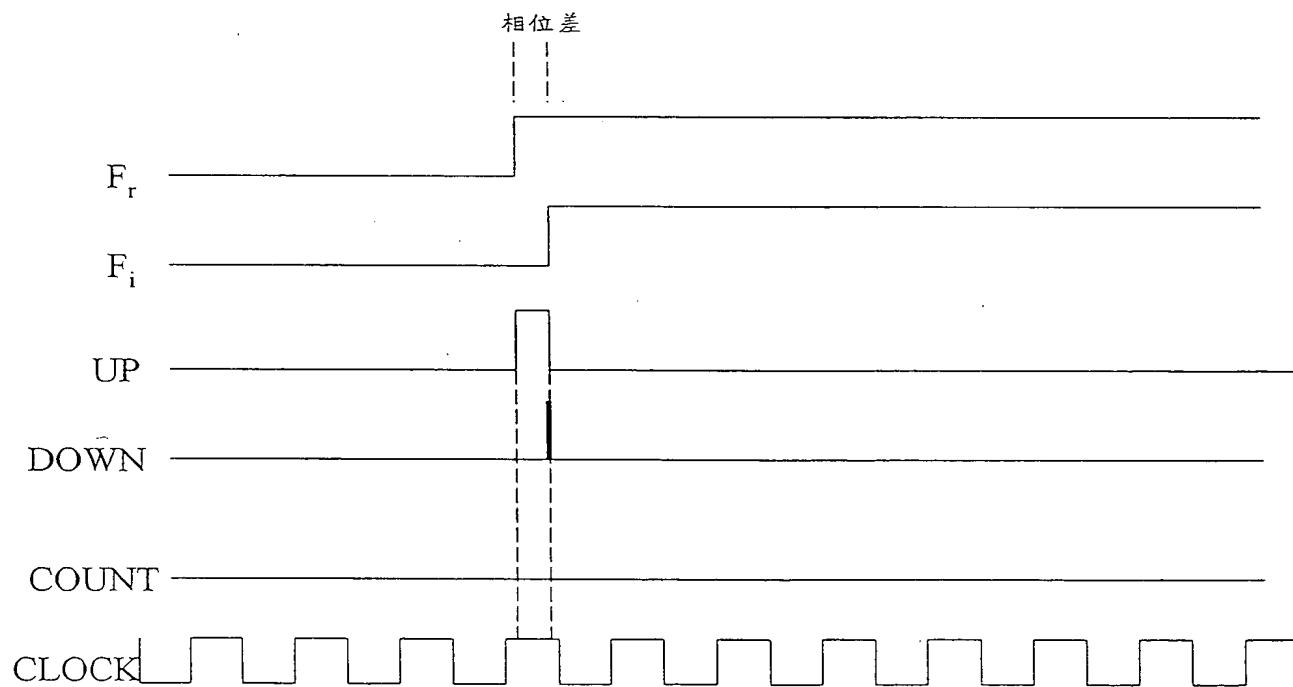 相位差
F_r
F_i
UP
DOWN
COUNT
CLOCK